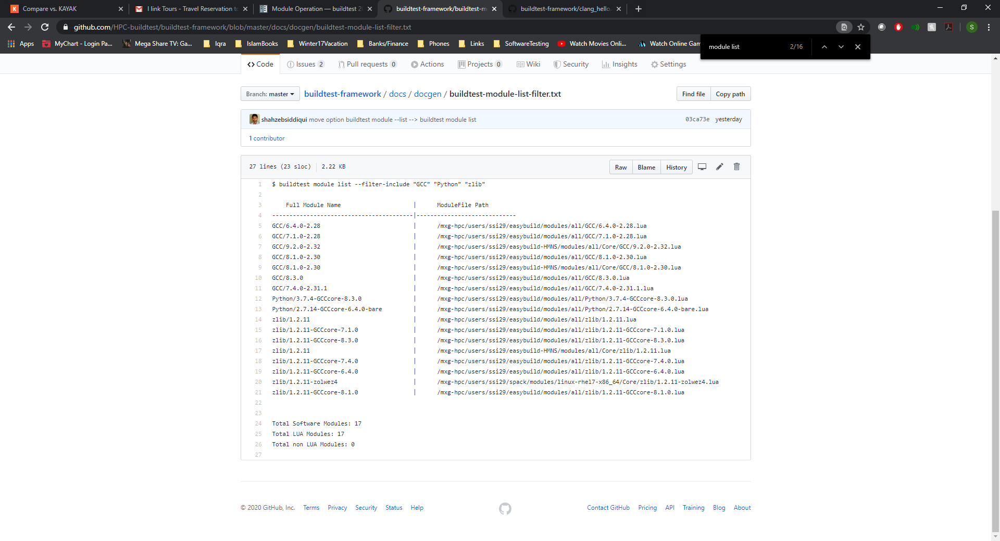 Compare vs. KAYAK
I link Tours - Travel Reservation to
Module Operation — buildtest 20
buildtest-framework/buildtest-m
buildtest-framework/clang_hello.
github.com/HPC-buildtest/buildtest-framework/blob/master/docs/docgen/buildtest-module-list-filter.txt
S
Apps
MyChart - Login Pa...
Mega Share TV: Ga...
Iqra
IslamBooks
Winter17Vacation
Banks/Finance
Phones
Links
SoftwareTesting
Watch Movies Onli...
Watch Online Gam
module list 2/16
Code
Issues 2
Pull requests 0
Actions
Projects 0
Wiki
Security
Insights
Settings
Branch: master
buildtest-framework / docs / docgen / buildtest-module-list-filter.txt
Find file
Copy path
shahzebsiddiqui move option buildtest module --list --> buildtest module list
03ca73e yesterday
1 contributor
27 lines (23 sloc) 2.22 KB
Raw
Blame
History
1 $ buildtest module list --filter-include "GCC" "Python" "zlib"
2
3 Full Module Name | ModuleFile Path
4 -----------------------------------------|-----------------------------
5 GCC/6.4.0-2.28 | /mxg-hpc/users/ssi29/easybuild/modules/all/GCC/6.4.0-2.28.lua
6 GCC/7.1.0-2.28 | /mxg-hpc/users/ssi29/easybuild/modules/all/GCC/7.1.0-2.28.lua
7 GCC/9.2.0-2.32 | /mxg-hpc/users/ssi29/easybuild-HMNS/modules/all/Core/GCC/9.2.0-2.32.lua
8 GCC/8.1.0-2.30 | /mxg-hpc/users/ssi29/easybuild/modules/all/GCC/8.1.0-2.30.lua
9 GCC/8.1.0-2.30 | /mxg-hpc/users/ssi29/easybuild-HMNS/modules/all/Core/GCC/8.1.0-2.30.lua
10 GCC/8.3.0 | /mxg-hpc/users/ssi29/easybuild/modules/all/GCC/8.3.0.lua
11 GCC/7.4.0-2.31.1 | /mxg-hpc/users/ssi29/easybuild/modules/all/GCC/7.4.0-2.31.1.lua
12 Python/3.7.4-GCCcore-8.3.0 | /mxg-hpc/users/ssi29/easybuild/modules/all/Python/3.7.4-GCCcore-8.3.0.lua
13 Python/2.7.14-GCCcore-6.4.0-bare | /mxg-hpc/users/ssi29/easybuild/modules/all/Python/2.7.14-GCCcore-6.4.0-bare.lua
14 zlib/1.2.11 | /mxg-hpc/users/ssi29/easybuild/modules/all/zlib/1.2.11.lua
15 zlib/1.2.11-GCCcore-7.1.0 | /mxg-hpc/users/ssi29/easybuild/modules/all/zlib/1.2.11-GCCcore-7.1.0.lua
16 zlib/1.2.11-GCCcore-8.3.0 | /mxg-hpc/users/ssi29/easybuild/modules/all/zlib/1.2.11-GCCcore-8.3.0.lua
17 zlib/1.2.11 | /mxg-hpc/users/ssi29/easybuild-HMNS/modules/all/Core/zlib/1.2.11.lua
18 zlib/1.2.11-GCCcore-7.4.0 | /mxg-hpc/users/ssi29/easybuild/modules/all/zlib/1.2.11-GCCcore-7.4.0.lua
19 zlib/1.2.11-GCCcore-6.4.0 | /mxg-hpc/users/ssi29/easybuild/modules/all/zlib/1.2.11-GCCcore-6.4.0.lua
20 zlib/1.2.11-zolwez4 | /mxg-hpc/users/ssi29/spack/modules/linux-rhel7-x86_64/Core/zlib/1.2.11-zolwez4.lua
21 zlib/1.2.11-GCCcore-8.1.0 | /mxg-hpc/users/ssi29/easybuild/modules/all/zlib/1.2.11-GCCcore-8.1.0.lua
22
23
24 Total Software Modules: 17
25 Total LUA Modules: 17
26 Total non LUA Modules: 0
27
© 2020 GitHub, Inc.
Terms
Privacy
Security
Status
Help
Contact GitHub
Pricing
API
Training
Blog
About